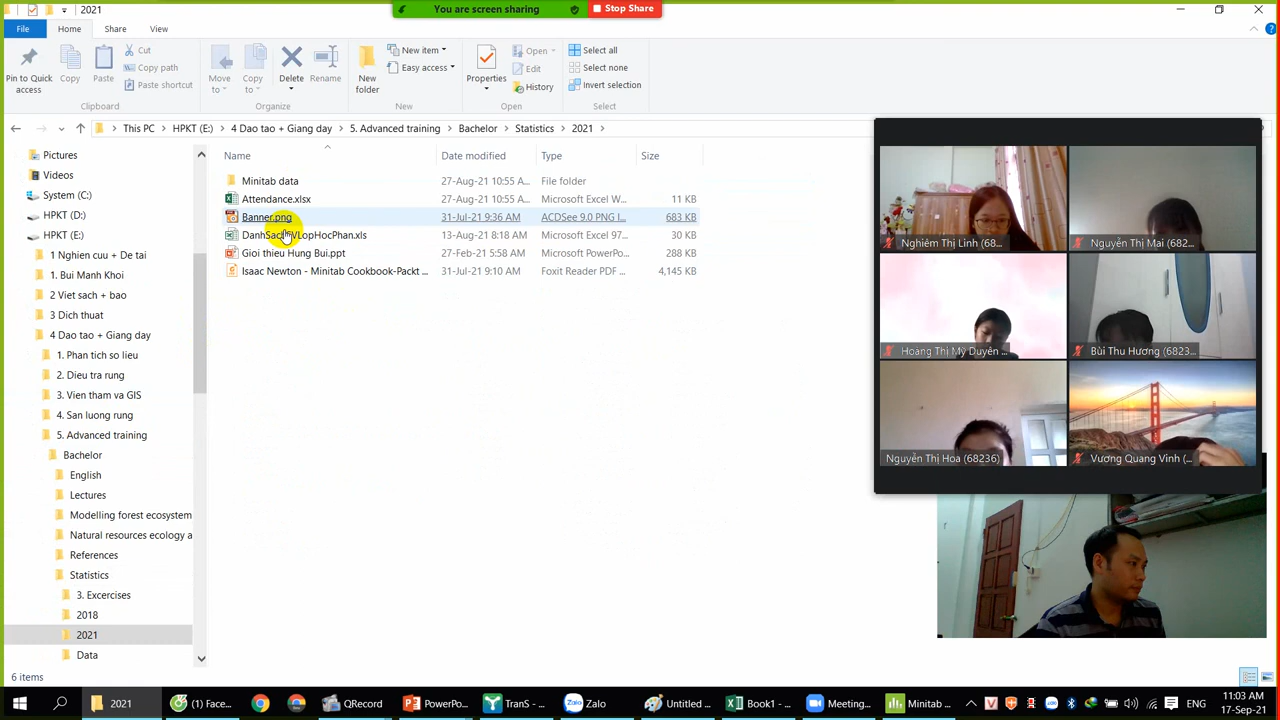 2021
You are screen sharing
Stop Share
File
Home
Share
View
Pin to Quick access
Copy
Paste
Cut
Copy path
Paste shortcut
Clipboard
Move to
Copy to
Delete
Rename
Organize
New folder
New item
Easy access
New
Properties
Open
Edit
History
Open
Select all
Select none
Invert selection
Select
This PC > HPKT (E:) > 4 Dao tao + Giang day > 5. Advanced training > Bachelor > Statistics > 2021 >
Pictures
Videos
System (C:)
HPKT (D:)
HPKT (E:)
1 Nghien cuu + De tai
1. Bui Manh Khoi
2 Viet sach + bao
3 Dich thuat
4 Dao tao + Giang day
1. Phan tich so lieu
2. Dieu tra rung
3. Vien tham va GIS
4. San luong rung
5. Advanced training
Bachelor
English
Lectures
Modelling forest ecosystem
Natural resources ecology a
References
Statistics
3. Excercises
2018
2021
Data
Name Date modified Type Size
Minitab data 27-Aug-21 10:55 A... File folder
Attendance.xlsx 27-Aug-21 10:55 A... Microsoft Excel W... 11 KB
Banner.png 31-Jul-21 9:36 AM ACDSee 9.0 PNG I... 683 KB
DanhSac VLopHocPhan.xls 13-Aug-21 8:18 AM Microsoft Excel 97... 30 KB
Gioi thieu Hung Bui.ppt 27-Feb-21 5:58 AM Microsoft PowerPo... 288 KB
Isaac Newton - Minitab Cookbook-Packt ... 31-Jul-21 9:10 AM Foxit Reader PDF ... 4,145 KB
Nghiêm Thị Linh (68...
Nguyễn Thị Mai (682...
Hoàng Thị Mỹ Duyên ...
Bùi Thu Hương (6823...
Nguyễn Thị Hoa (68236)
Vương Quang Vinh (...
6 items
2021
(1) Face...
QRecord
PowerPo...
TranS - ...
Zalo
Untitled ...
Book1 - ...
Meeting...
Minitab ...
ENG
11:03 AM
17-Sep-21